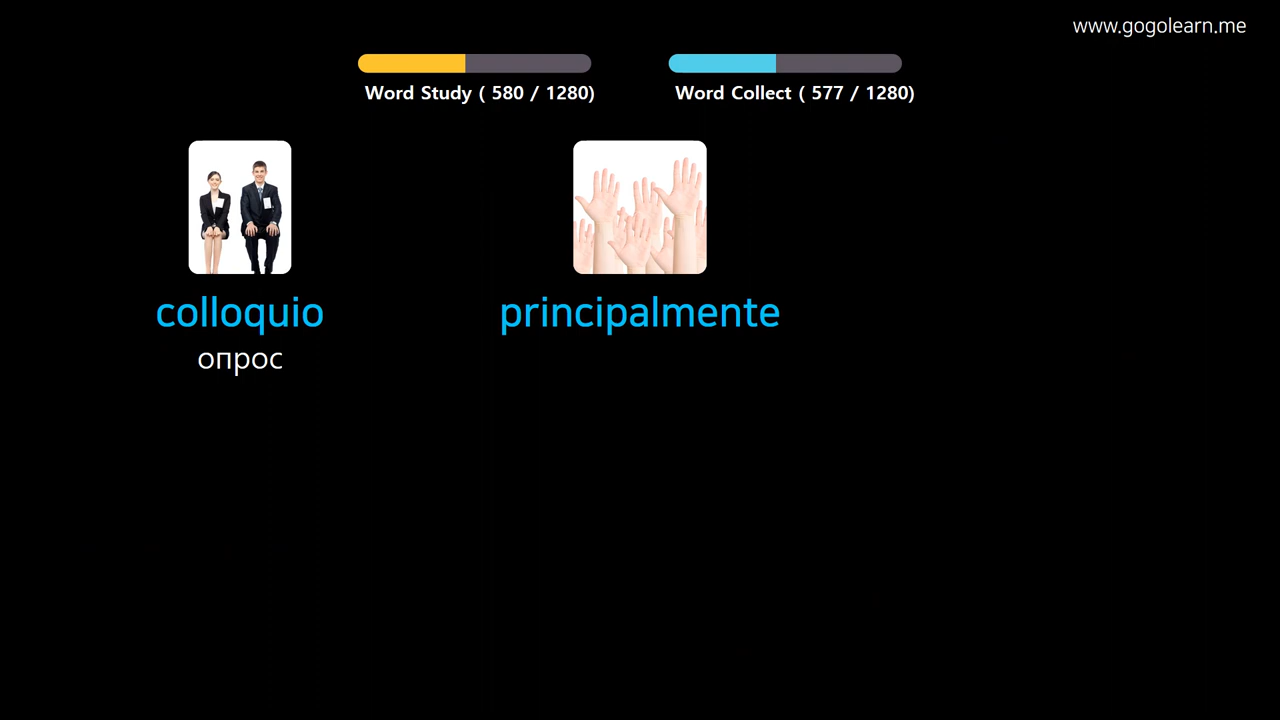 www.gogolearn.me
Word Study ( 580 / 1280)
Word Collect ( 577 / 1280)
colloquio
principalmente
опрос